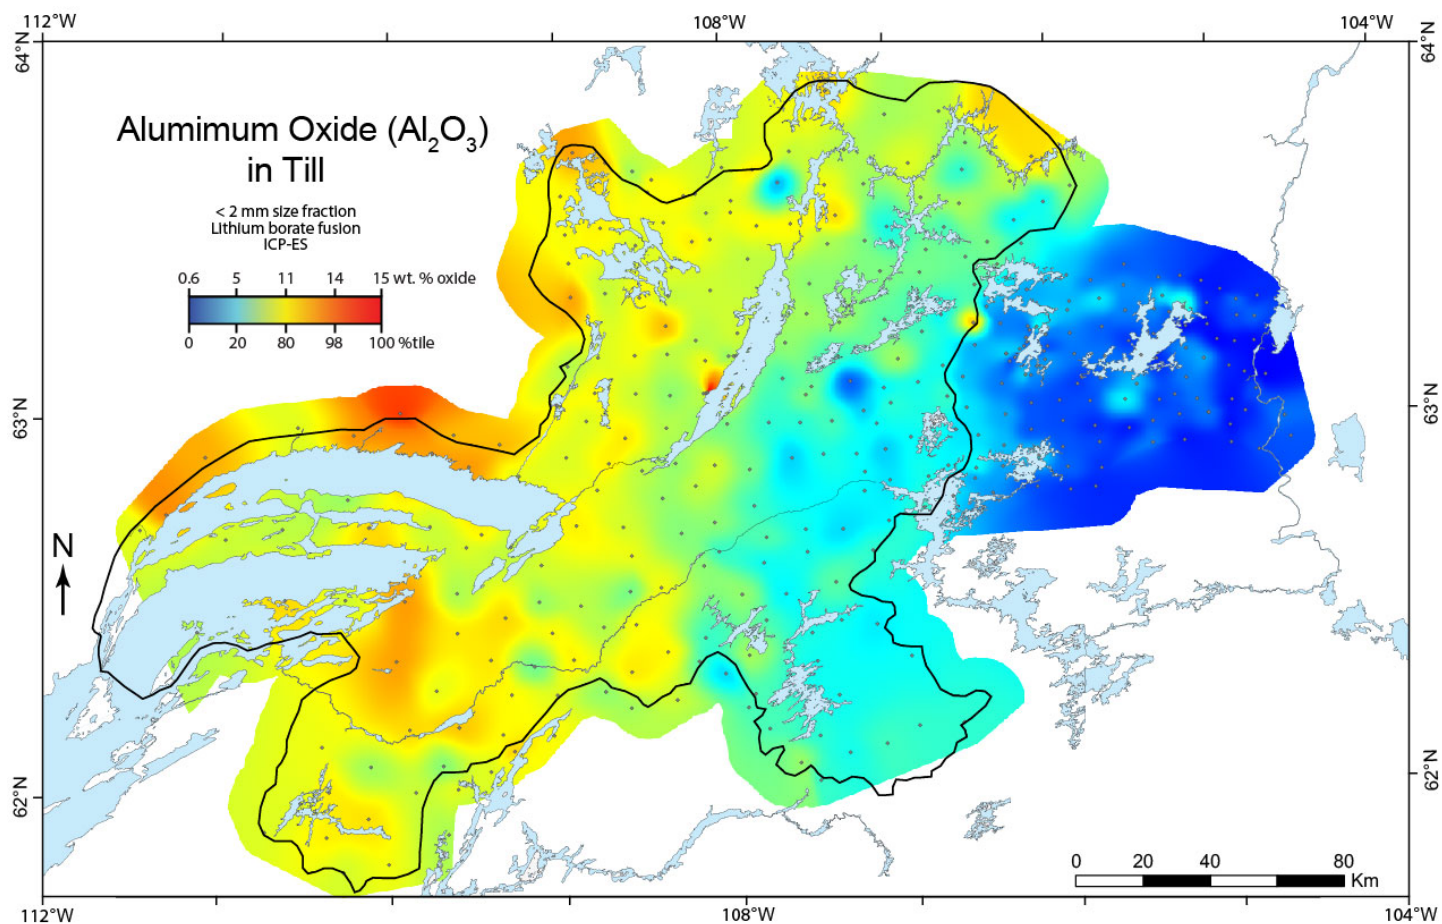 112°W 108°W 104°W
64°N 64°N
Alumimum Oxide (Al₂O₃)
in Till
< 2 mm size fraction
Lithium borate fusion
ICP-ES
0.6 5 11 14 15 wt. % oxide
0 20 80 98 100 %tile
63°N 63°N
N
62°N 62°N
0 20 40 80 Km
112°W 108°W 104°W